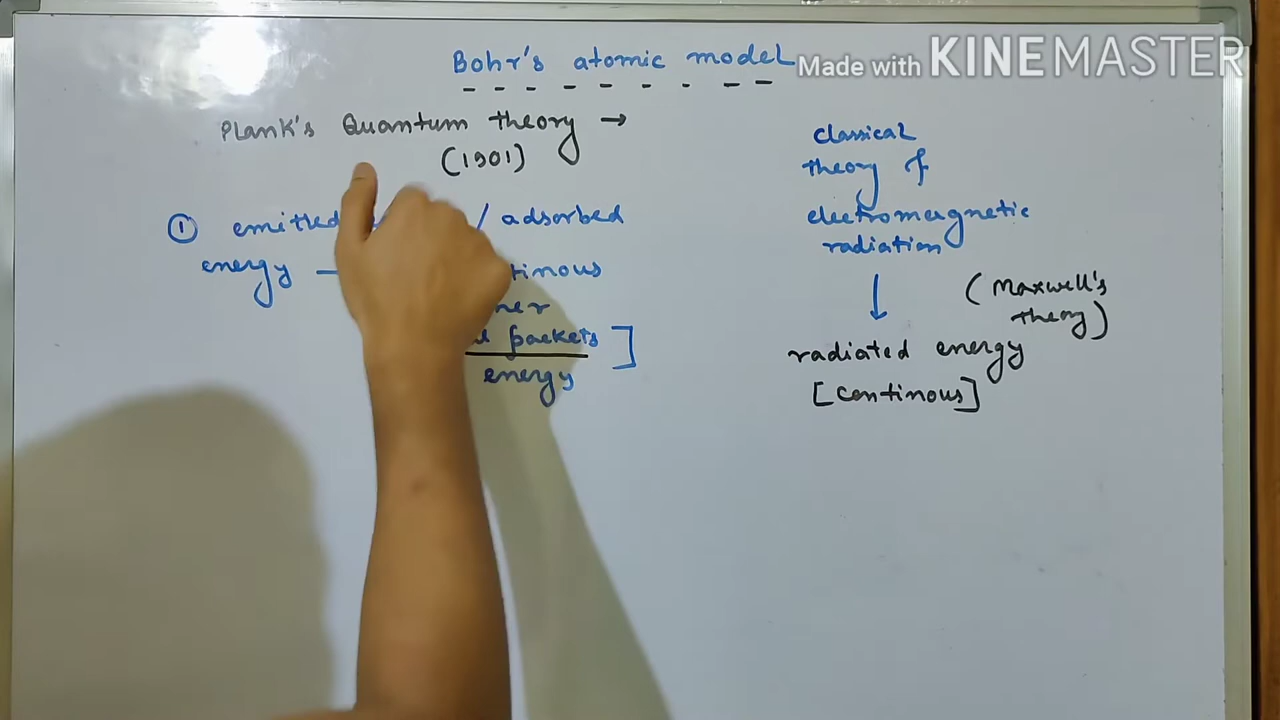 Bohr's atomic model
Made with KINEMASTER
Plank's Quantum theory →
(1901)
① emitted / adsorbed
energy –
packets ]
energy
classical
theory of
electromagnetic
radiation
↓
(Maxwell's
theory)
radiated energy
[continous]